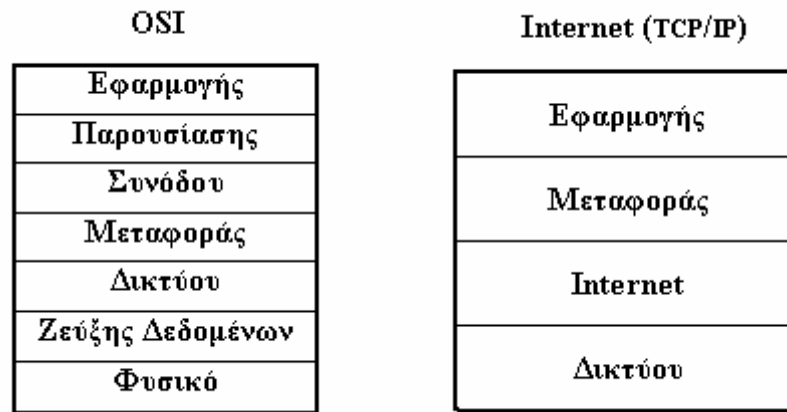 OSI
Εφαρμογής
Παρουσίασης
Συνόδου
Μεταφοράς
Δικτύου
Ζεύξης Δεδομένων
Φυσικό
Internet (TCP/IP)
Εφαρμογής
Μεταφοράς
Internet
Δικτύου